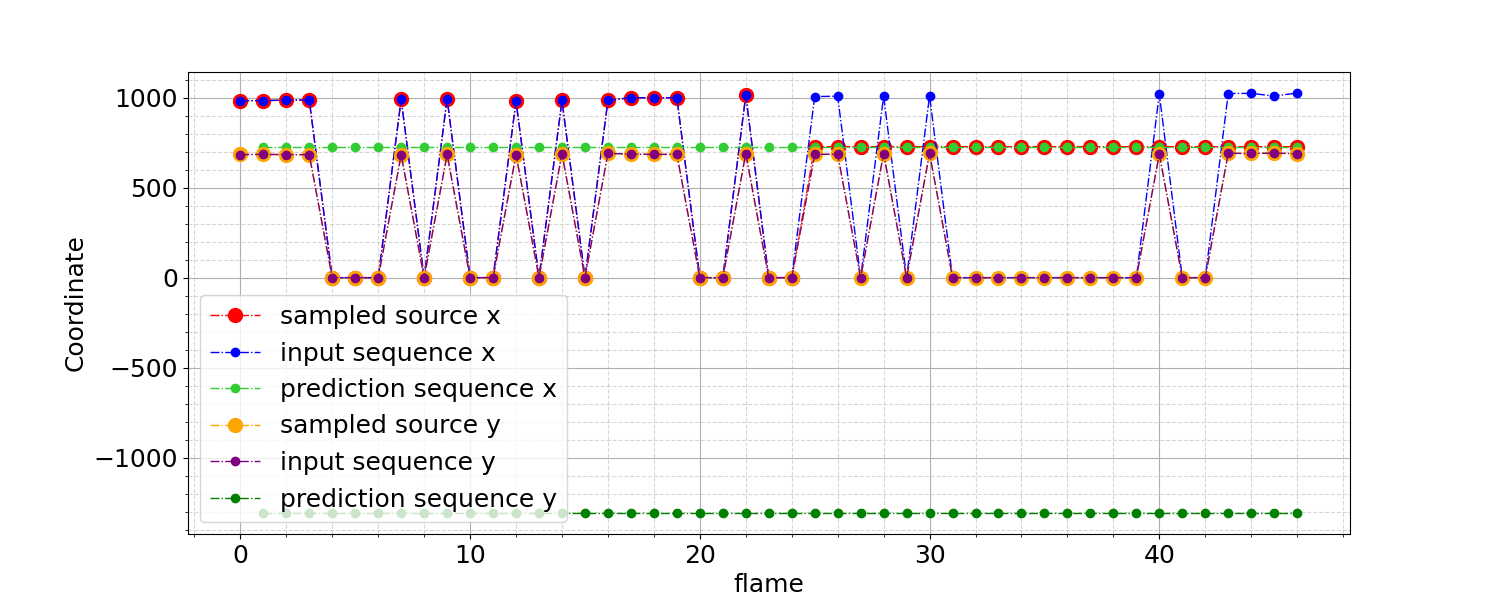 1000
500
0
−500
−1000
Coordinate
sampled source x
input sequence x
prediction sequence x
sampled source y
input sequence y
prediction sequence y
0 10 20 30 40
flame